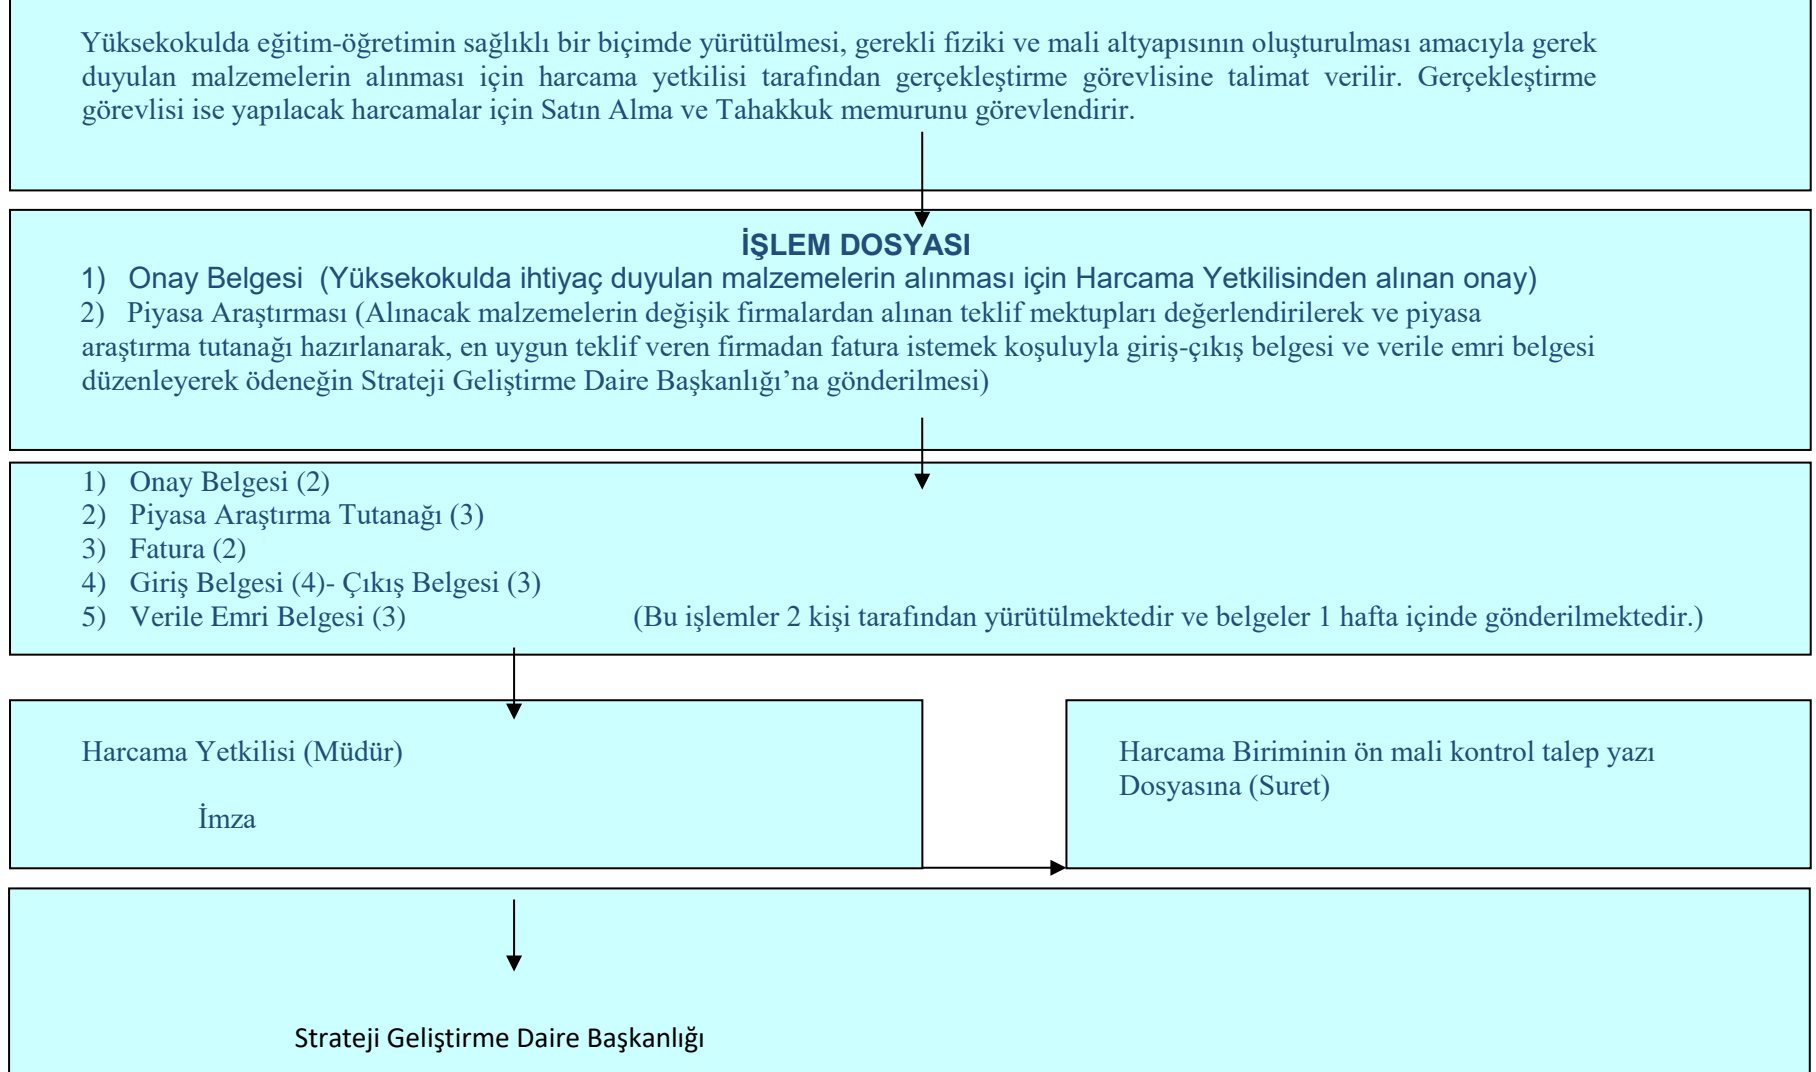 Yüksekokulda eğitim-öğretimin sağlıklı bir biçimde yürütülmesi, gerekli fiziki ve mali altyapısının oluşturulması amacıyla gerek
duyulan malzemelerin alınması için harcama yetkilisi tarafından gerçekleştirme görevlisine talimat verilir. Gerçekleştirme
görevlisi ise yapılacak harcamalar için Satın Alma ve Tahakkuk memurunu görevlendirir.
İŞLEM DOSYASI
1) Onay Belgesi (Yüksekokulda ihtiyaç duyulan malzemelerin alınması için Harcama Yetkilisinden alınan onay)
2) Piyasa Araştırması (Alınacak malzemelerin değişik firmalardan alınan teklif mektupları değerlendirilerek ve piyasa
araştırma tutanağı hazırlanarak, en uygun teklif veren firmadan fatura istemek koşuluyla giriş-çıkış belgesi ve verile emri belgesi
düzenleyerek ödeneğin Strateji Geliştirme Daire Başkanlığı’na gönderilmesi)
1) Onay Belgesi (2)
2) Piyasa Araştırma Tutanağı (3)
3) Fatura (2)
4) Giriş Belgesi (4)- Çıkış Belgesi (3)
5) Verile Emri Belgesi (3) (Bu işlemler 2 kişi tarafından yürütülmektedir ve belgeler 1 hafta içinde gönderilmektedir.)
Harcama Yetkilisi (Müdür)
İmza
Harcama Biriminin ön mali kontrol talep yazı
Dosyasına (Suret)
Strateji Geliştirme Daire Başkanlığı